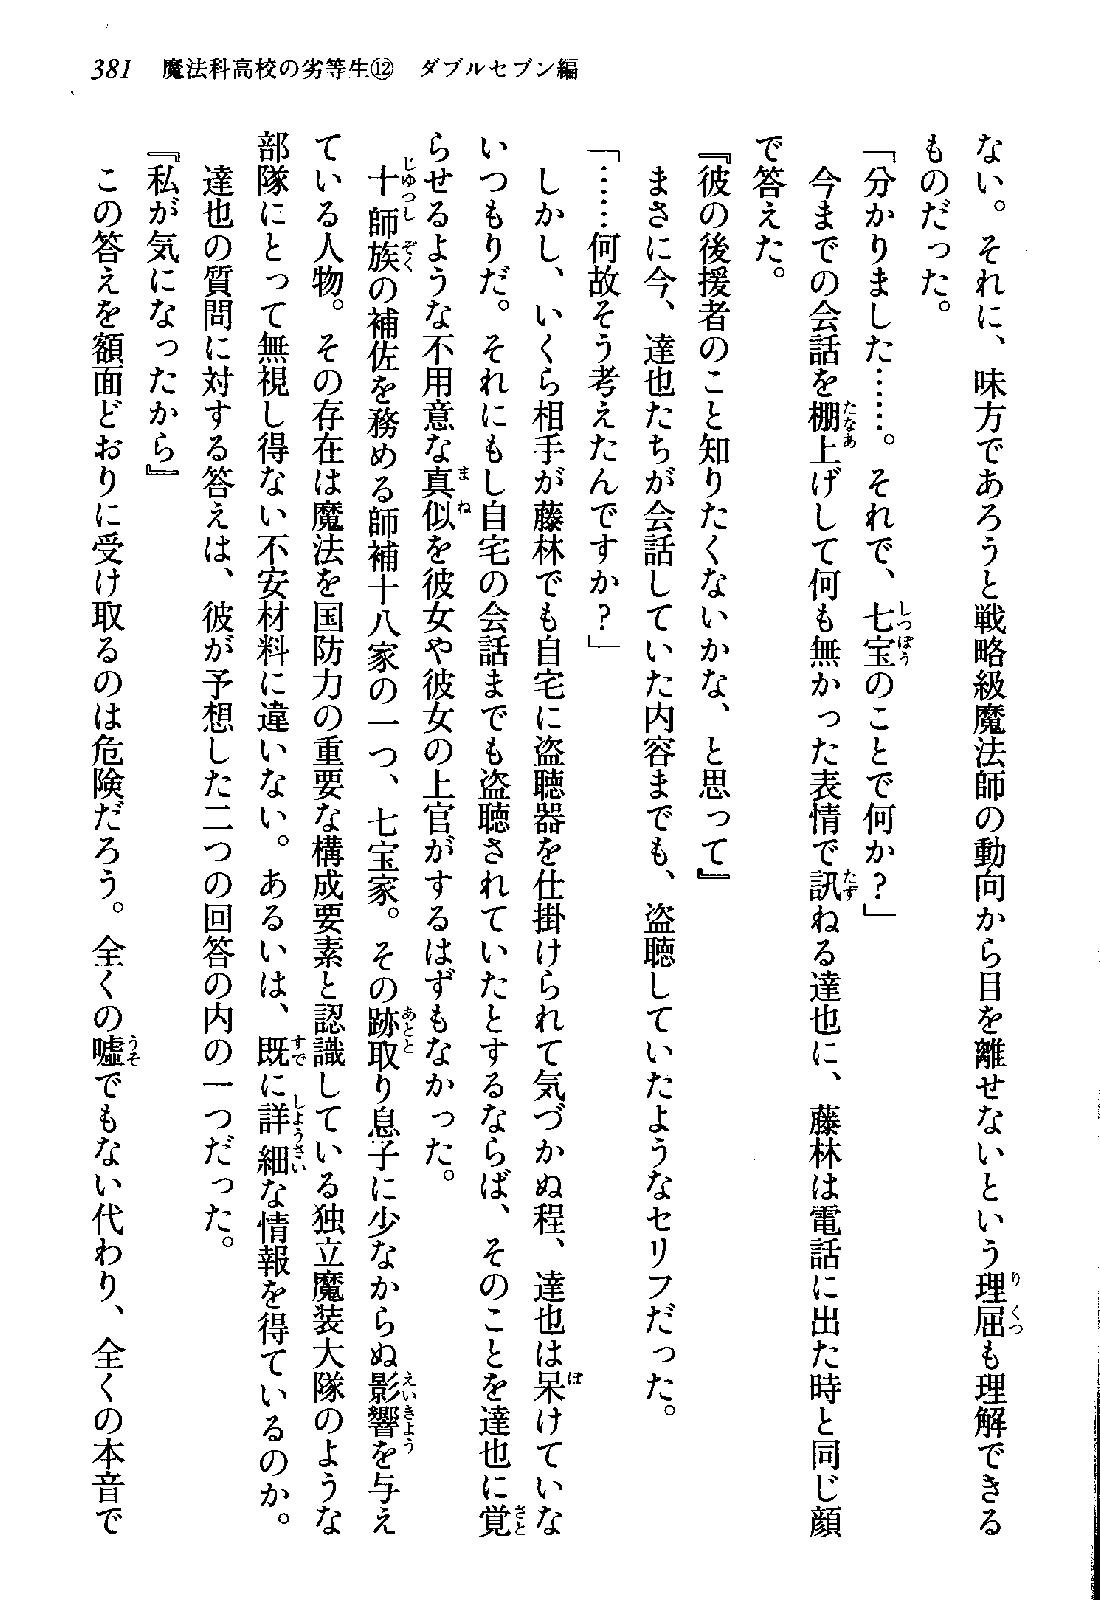 381　魔法科高校の劣等生⑫　ダブルセブン編
ない。それに、味方であろうと戦略級魔法師の動向から目を離せないという理屈も理解できる
ものだった。
「分かりました……。それで、七宝のことで何か？」
　今までの会話を棚上げして何も無かった表情で訊ねる達也に、藤林は電話に出た時と同じ顔
で答えた。
『彼の後援者のこと知りたくないかな、と思って』
　まさに今、達也たちが会話していた内容までも、盗聴していたようなセリフだった。
「……何故そう考えたんですか？」
　しかし、いくら相手が藤林でも自宅に盗聴器を仕掛けられて気づかぬ程、達也は呆けていな
いつもりだ。それにもし自宅の会話までも盗聴されていたとするならば、そのことを達也に覚
らせるような不用意な真似を彼女や彼女の上官がするはずもなかった。
　十師族の補佐を務める師補十八家の一つ、七宝家。その跡取り息子に少なからぬ影響を与え
ている人物。その存在は魔法を国防力の重要な構成要素と認識している独立魔装大隊のような
部隊にとって無視し得ない不安材料に違いない。あるいは、既に詳細な情報を得ているのか。
　達也の質問に対する答えは、彼が予想した二つの回答の内の一つだった。
『私が気になったから』
　この答えを額面どおりに受け取るのは危険だろう。全くの嘘でもない代わり、全くの本音で